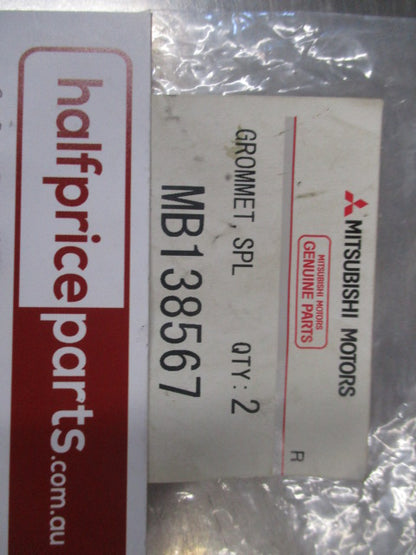 MITSUBISHI MOTORS
MITSUBISHI MOTORS
GENUINE PARTS
R
GROMMET,SPL QTY:2
MB138567
halfpriceparts.com.au